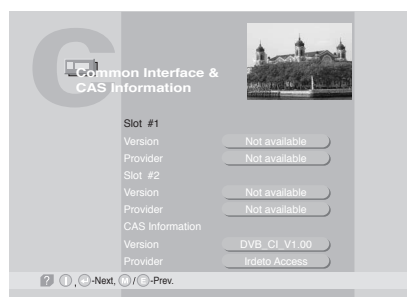 Common Interface &
CAS Information
Slot #1
Version Not available
Provider Not available
Slot #2
Version Not available
Provider Not available
CAS Information
Version DVB_CI_V1.00
Provider Irdeto Access
? , -Next, M / E -Prev.